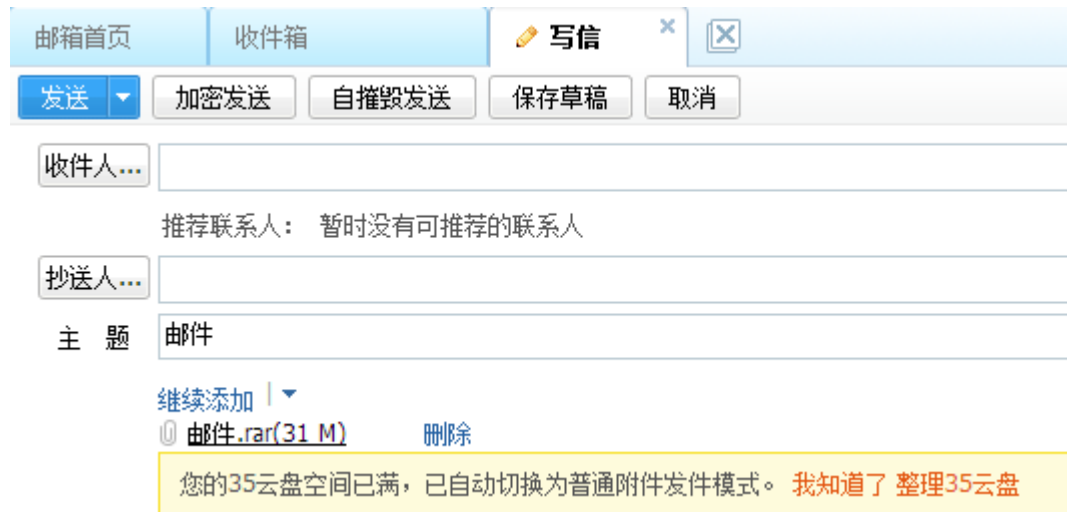 邮箱首页 收件箱 写信
发送 加密发送 自摧毁发送 保存草稿 取消
收件人...
推荐联系人： 暂时没有可推荐的联系人
抄送人...
主 题 邮件
继续添加
邮件.rar(31 M) 删除
您的35云盘空间已满，已自动切换为普通附件发件模式。 我知道了 整理35云盘